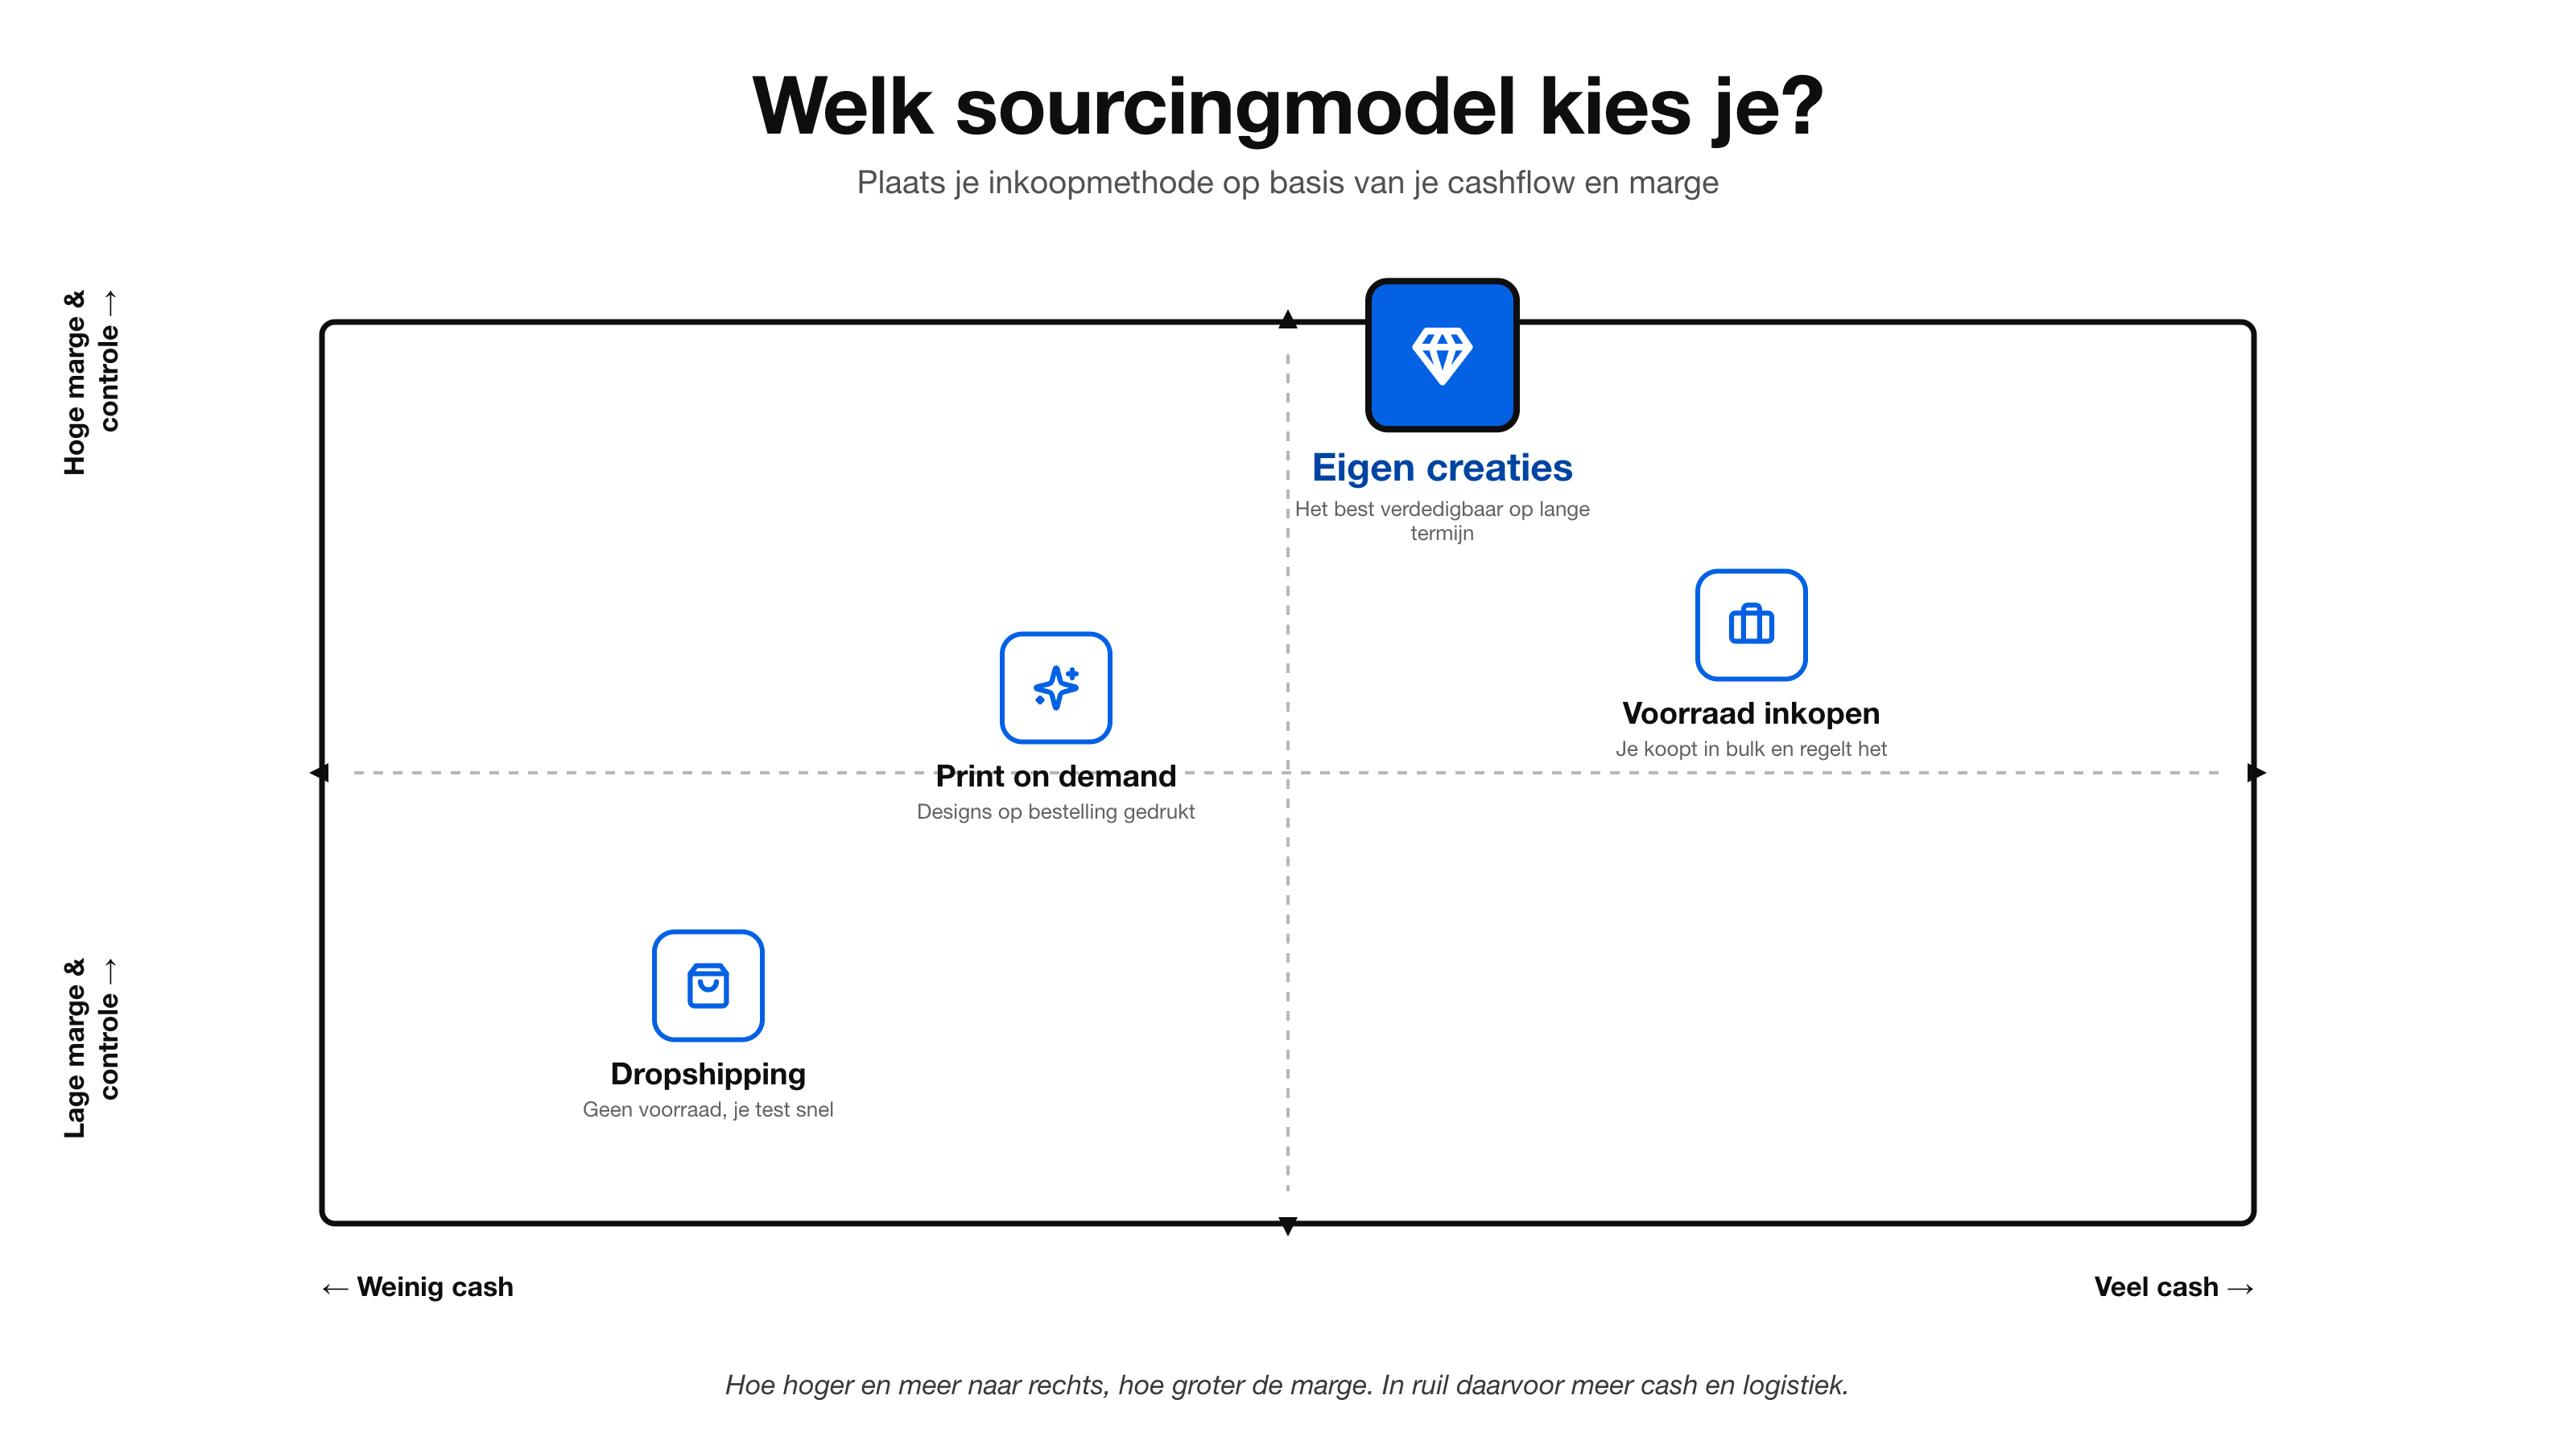 Welk sourcingmodel kies je?
Plaats je inkoopmethode op basis van je cashflow en marge
Hoge marge &
controle →
Eigen creaties
Het best verdedigbaar op lange
termijn
Voorraad inkopen
Je koopt in bulk en regelt het
Print on demand
Designs op bestelling gedrukt
Lage marge &
controle →
Dropshipping
Geen voorraad, je test snel
← Weinig cash
Veel cash →
Hoe hoger en meer naar rechts, hoe groter de marge. In ruil daarvoor meer cash en logistiek.